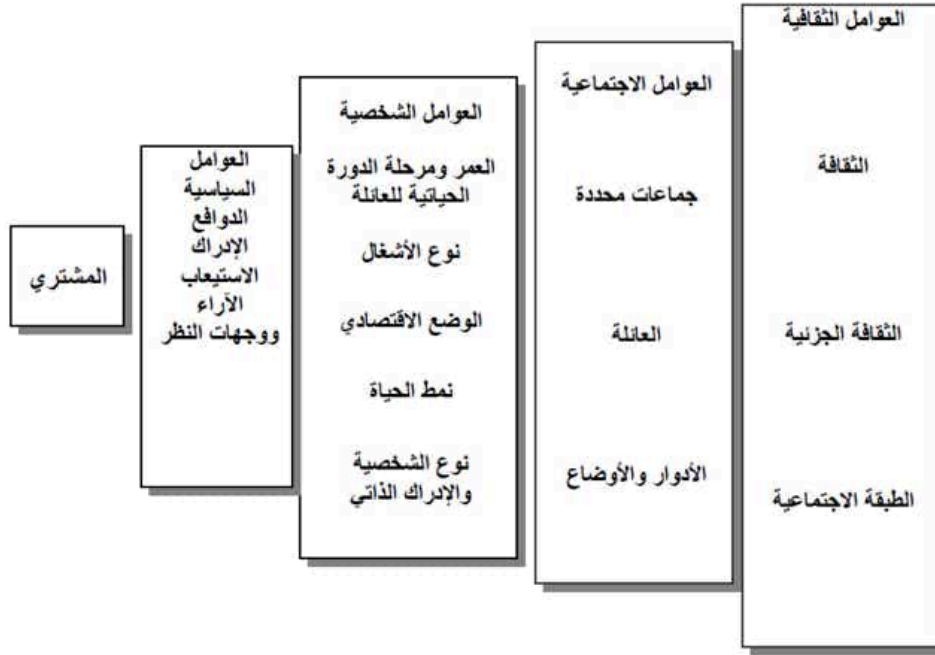 العوامل الثقافية
الثقافة
الثقافة الجزئية
الطبقة الاجتماعية
العوامل الاجتماعية
جماعات محددة
العائلة
الأدوار والأوضاع
العوامل الشخصية
العمر ومرحلة الدورة
الحياتية للعائلة
نوع الأشغال
الوضع الاقتصادي
نمط الحياة
نوع الشخصية
والإدراك الذاتي
العوامل
السياسية
الدوافع
الإدراك
الاستيعاب
الآراء
ووجهات النظر
المشتري